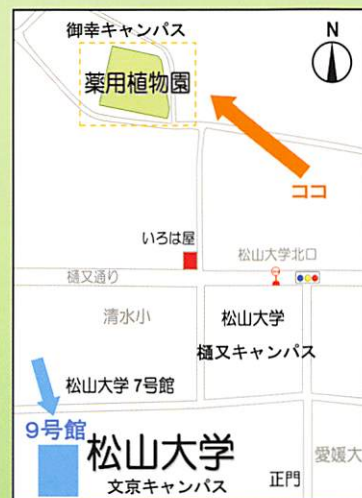 御幸キャンパス
N
薬用植物園
ココ
いろは屋
松山大学北口
樋又通り
清水小
松山大学
樋又キャンパス
松山大学 7号館
9号館
松山大学
文京キャンパス
正門
愛媛大